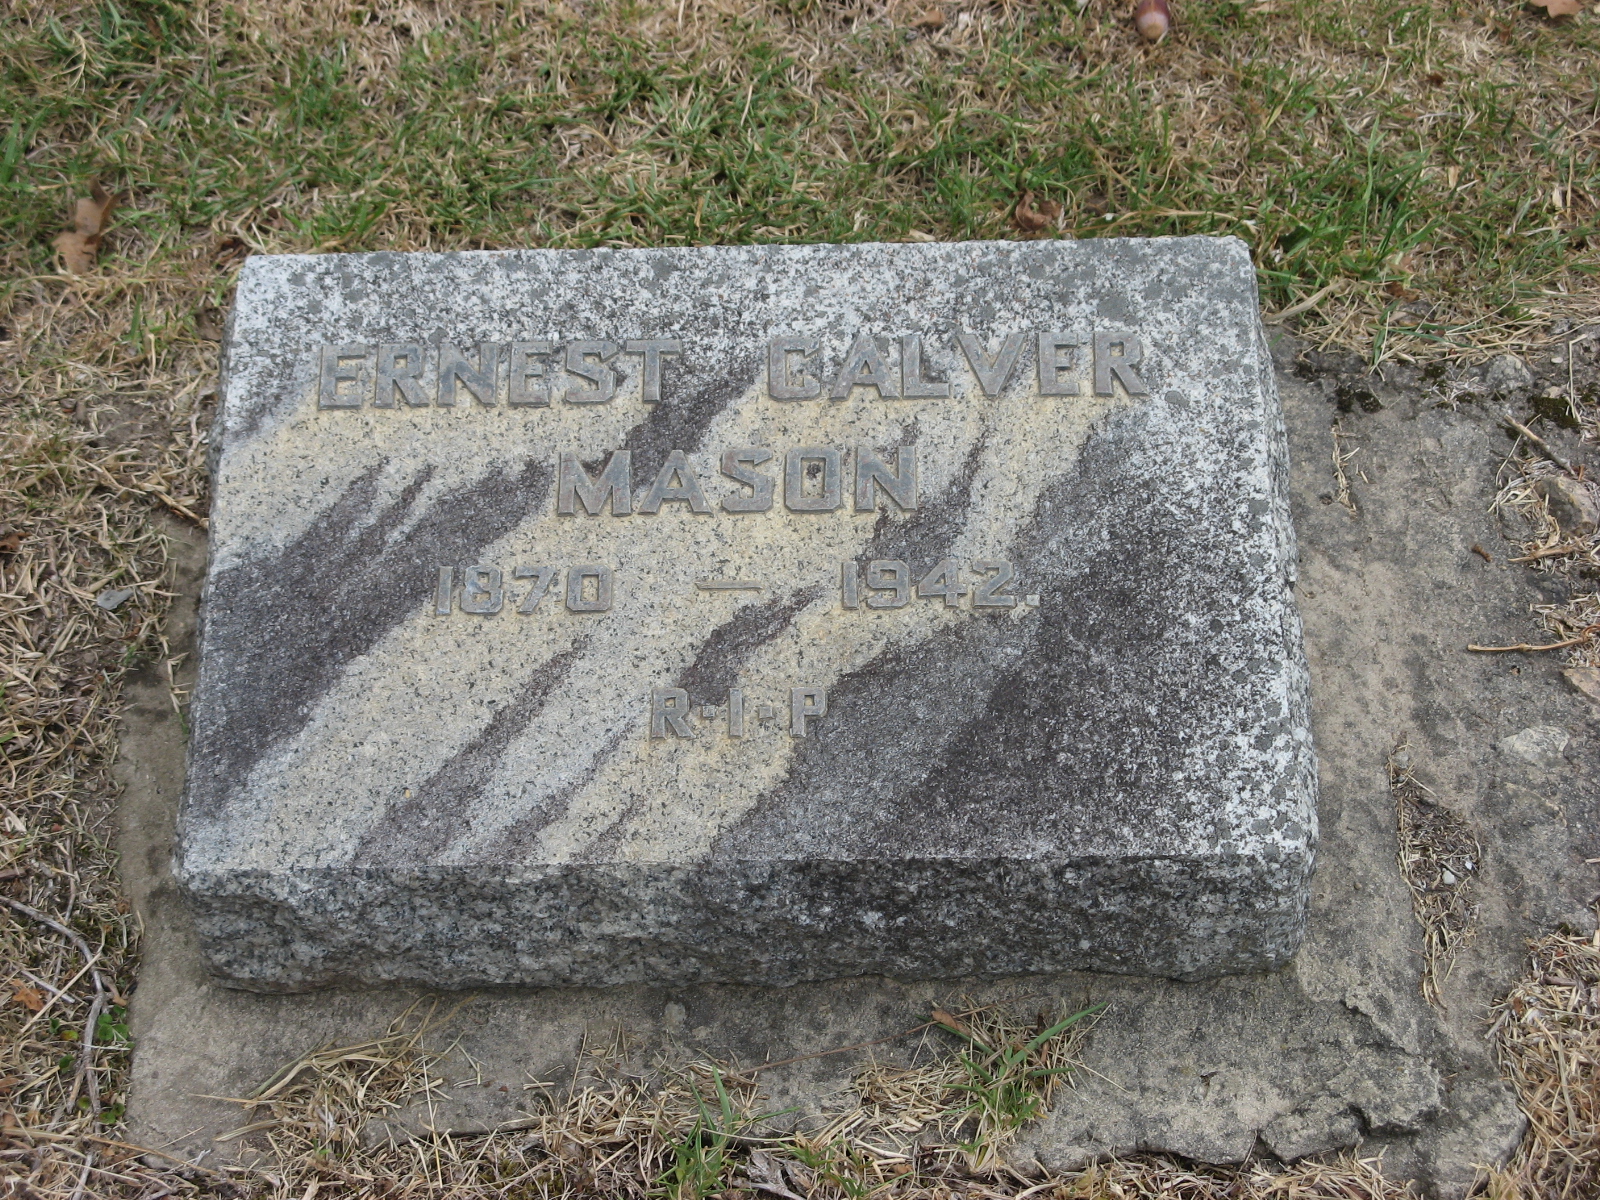 ERNEST CALVER
MASON
1870 — 1942.
R·I·P